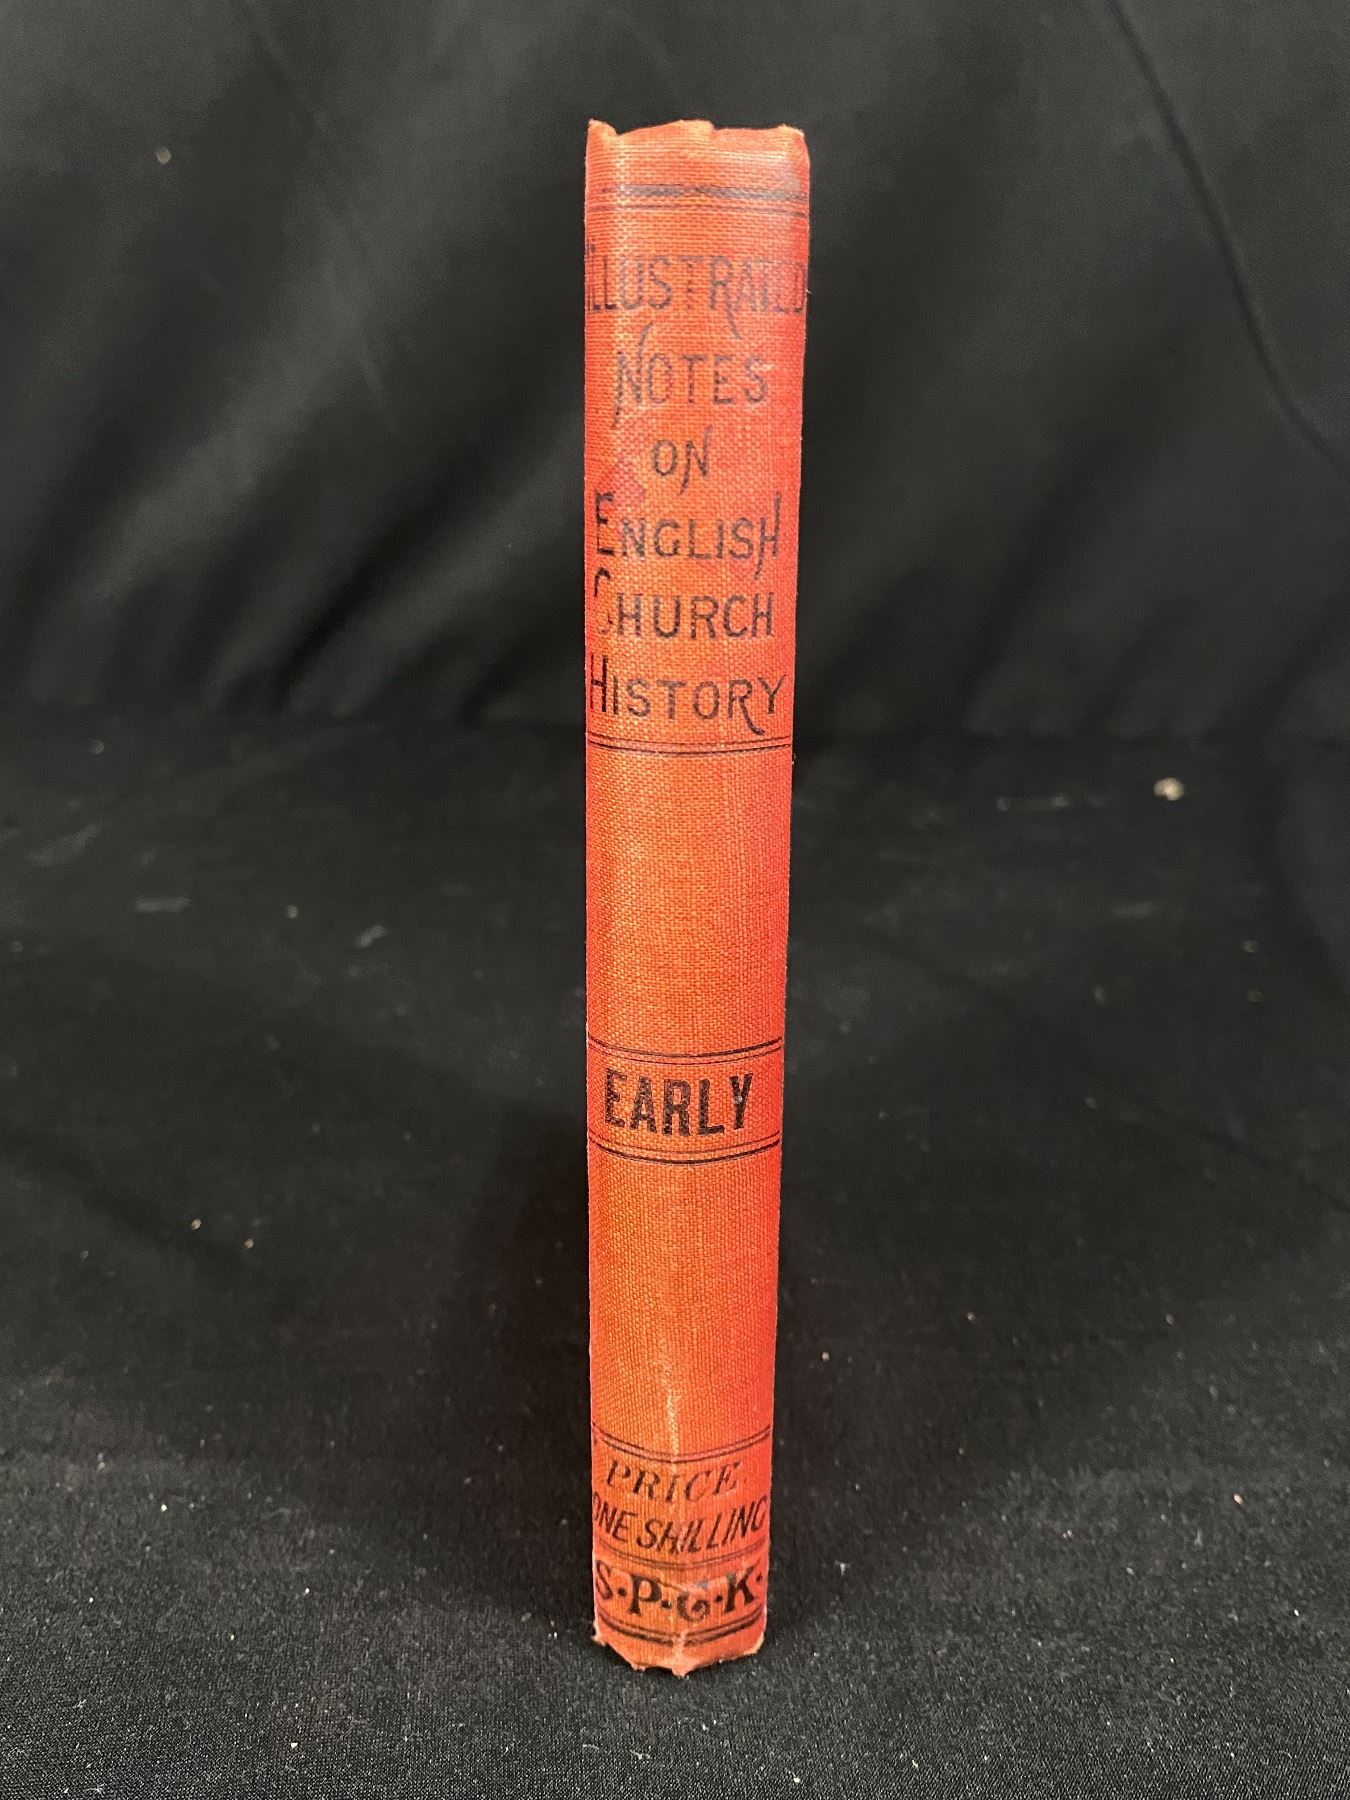 ILLUSTRATED
NOTES
ON
ENGLISH
CHURCH
HISTORY
EARLY
PRICE
ONE SHILLING
S·P·C·K·